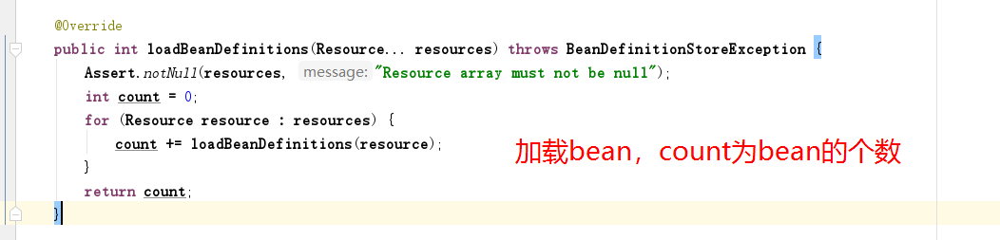 @Override
public int loadBeanDefinitions(Resource... resources) throws BeanDefinitionStoreException {
Assert.notNull(resources, message: "Resource array must not be null");
int count = 0;
for (Resource resource : resources) {
count += loadBeanDefinitions(resource);
加载bean，count为bean的个数
}
return count;
}